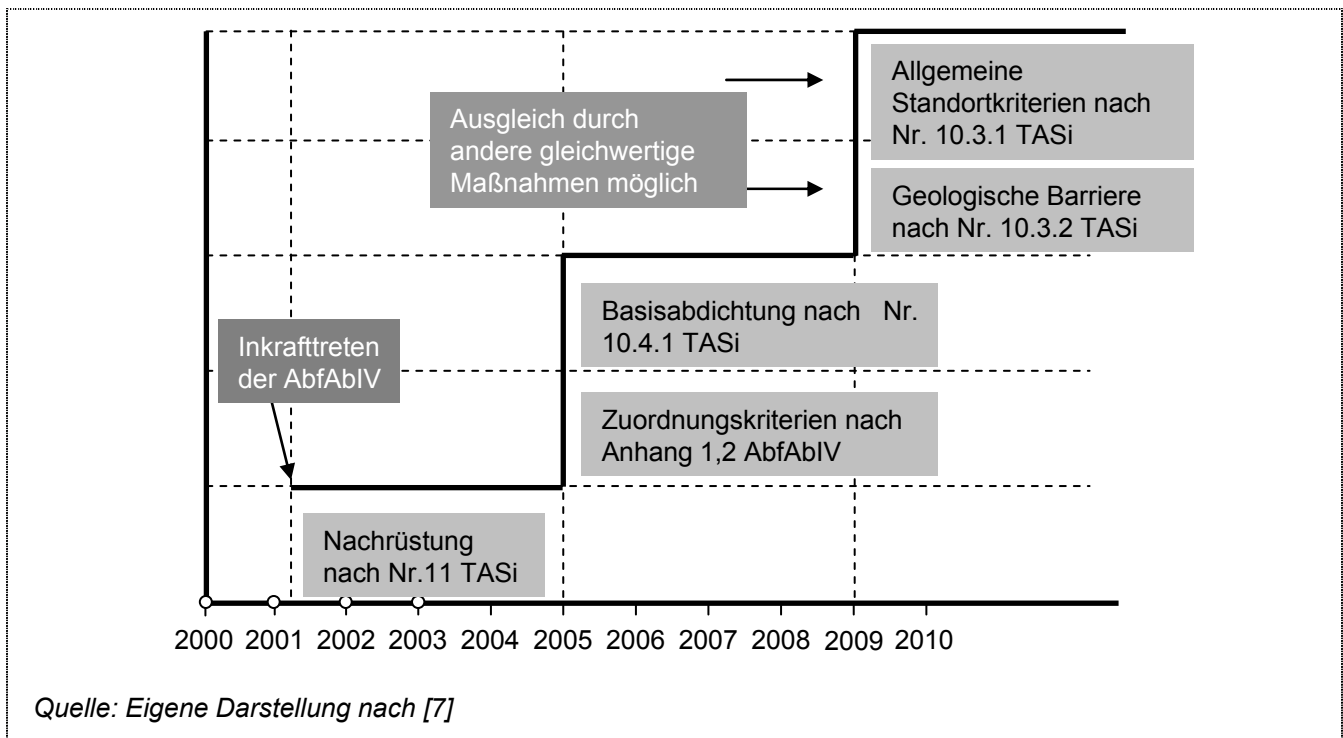 Allgemeine
Standortkriterien nach
Nr. 10.3.1 TASi
Ausgleich durch
andere gleichwertige
Maßnahmen möglich
Geologische Barriere
nach Nr. 10.3.2 TASi
Basisabdichtung nach Nr.
10.4.1 TASi
Inkrafttreten
der AbfAblV
Zuordnungskriterien nach
Anhang 1,2 AbfAblV
Nachrüstung
nach Nr.11 TASi
2000 2001 2002 2003 2004 2005 2006 2007 2008 2009 2010
Quelle: Eigene Darstellung nach [7]